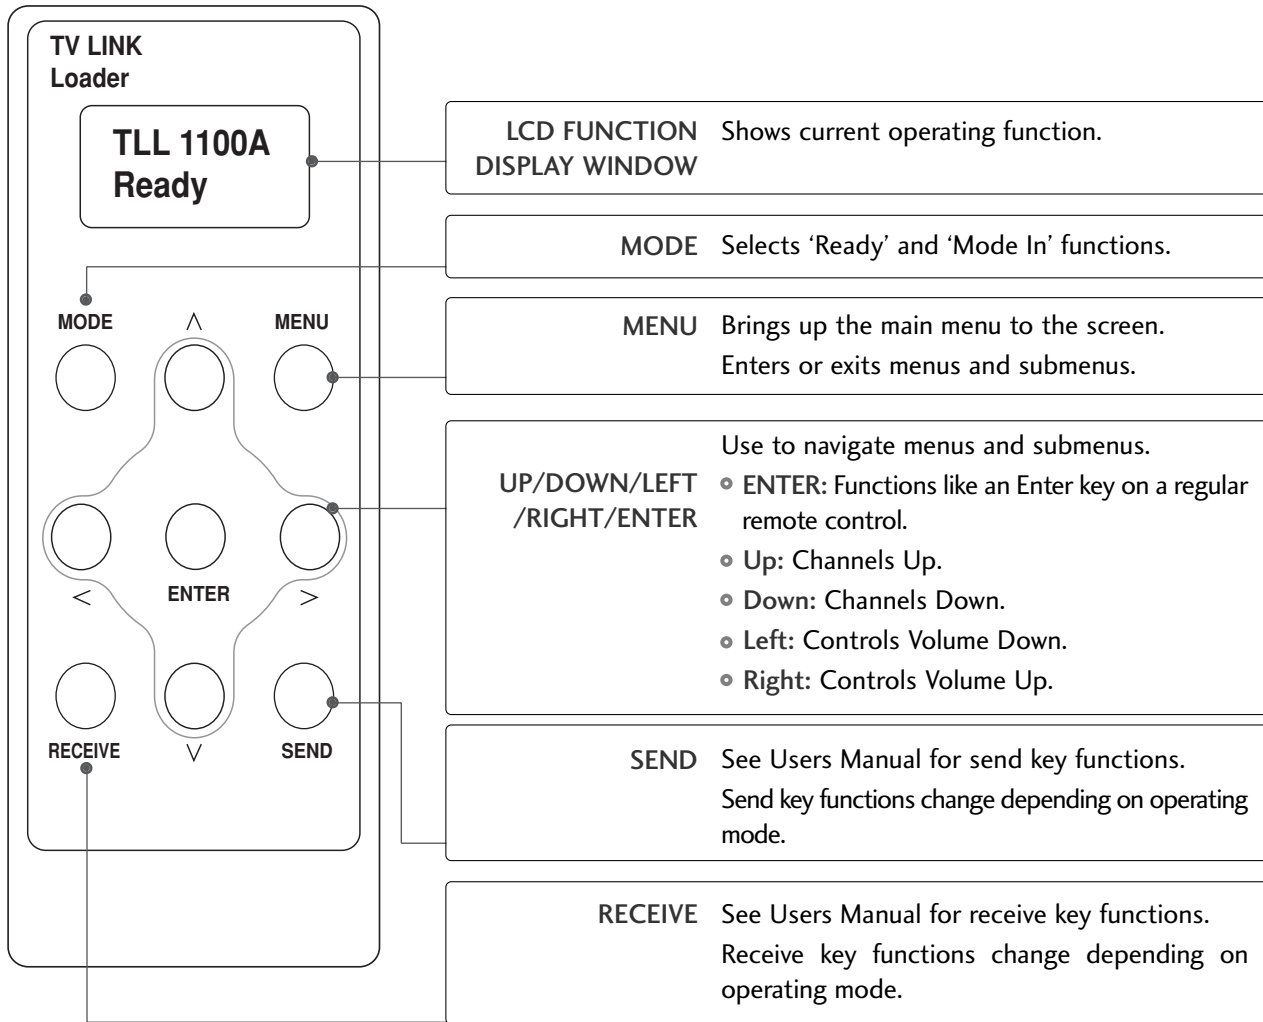 TV LINK
Loader
TLL 1100A
Ready
MODE
∧
MENU
<
ENTER
>
RECEIVE
∨
SEND
LCD FUNCTION
DISPLAY WINDOW
Shows current operating function.
MODE
Selects ‘Ready’ and ‘Mode In’ functions.
MENU
Brings up the main menu to the screen.
Enters or exits menus and submenus.
UP/DOWN/LEFT
/RIGHT/ENTER
Use to navigate menus and submenus.
ENTER: Functions like an Enter key on a regular
remote control.
Up: Channels Up.
Down: Channels Down.
Left: Controls Volume Down.
Right: Controls Volume Up.
SEND
See Users Manual for send key functions.
Send key functions change depending on operating
mode.
RECEIVE
See Users Manual for receive key functions.
Receive key functions change depending on
operating mode.